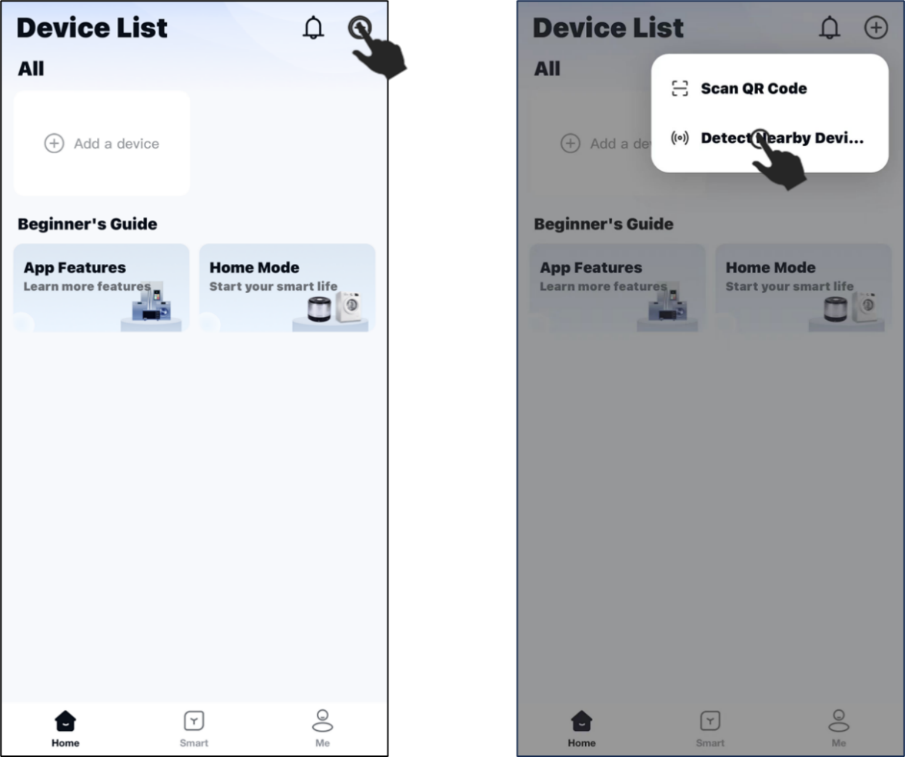 Device List
All
Add a device
Beginner's Guide
App Features
Learn more features
Home Mode
Start your smart life
Home
Smart
Me
Device List
All
Scan QR Code
Detect Nearby Devi...
Add a de
Beginner's Guide
App Features
Learn more features
Home Mode
Start your smart life
Home
Smart
Me